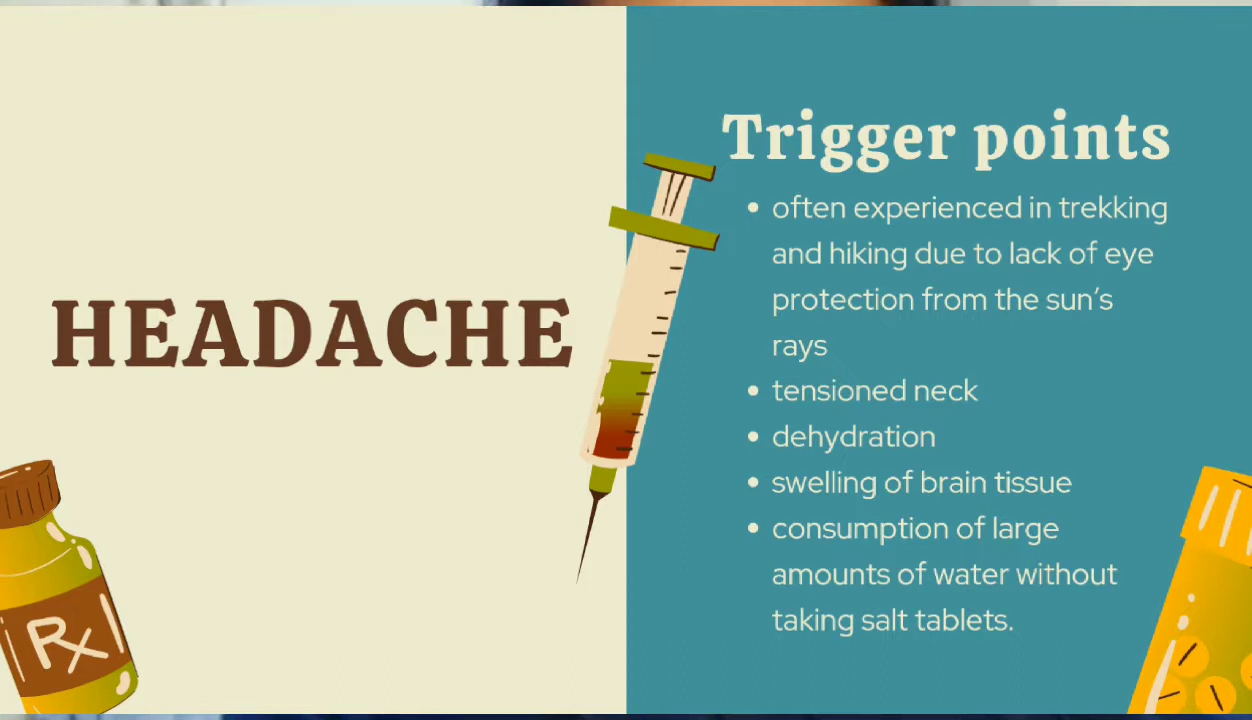 HEADACHE
Trigger points
• often experienced in trekking
and hiking due to lack of eye
protection from the sun's
rays
• tensioned neck
• dehydration
• swelling of brain tissue
• consumption of large
amounts of water without
taking salt tablets.
Rx